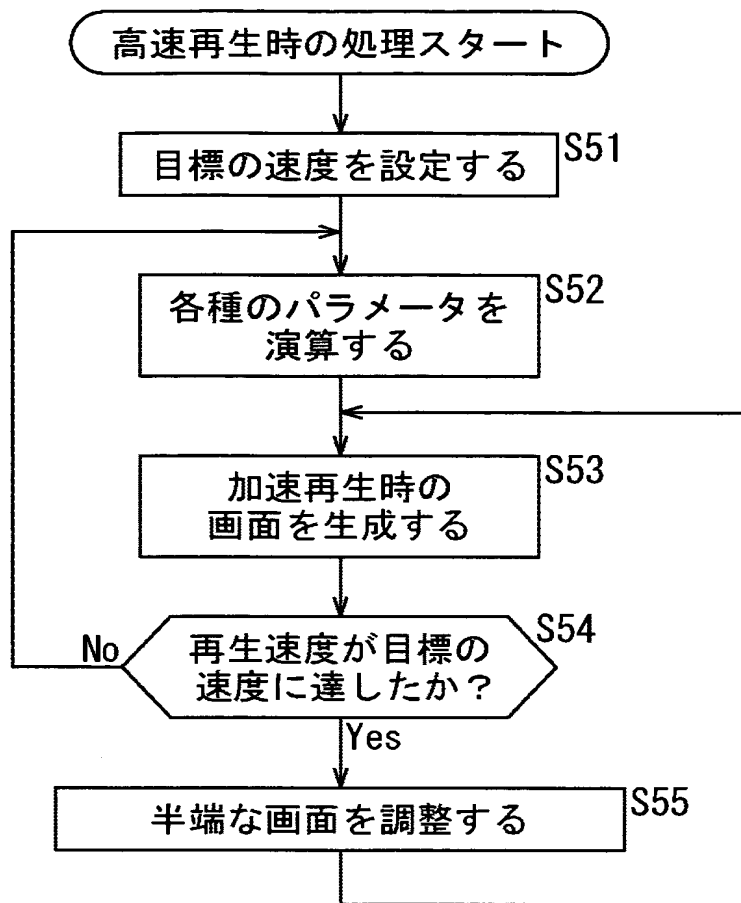 高速再生時の処理スタート
目標の速度を設定する
S51
各種のパラメータを
演算する
S52
加速再生時の
画面を生成する
S53
再生速度が目標の
速度に達したか?
S54
No
Yes
半端な画面を調整する
S55